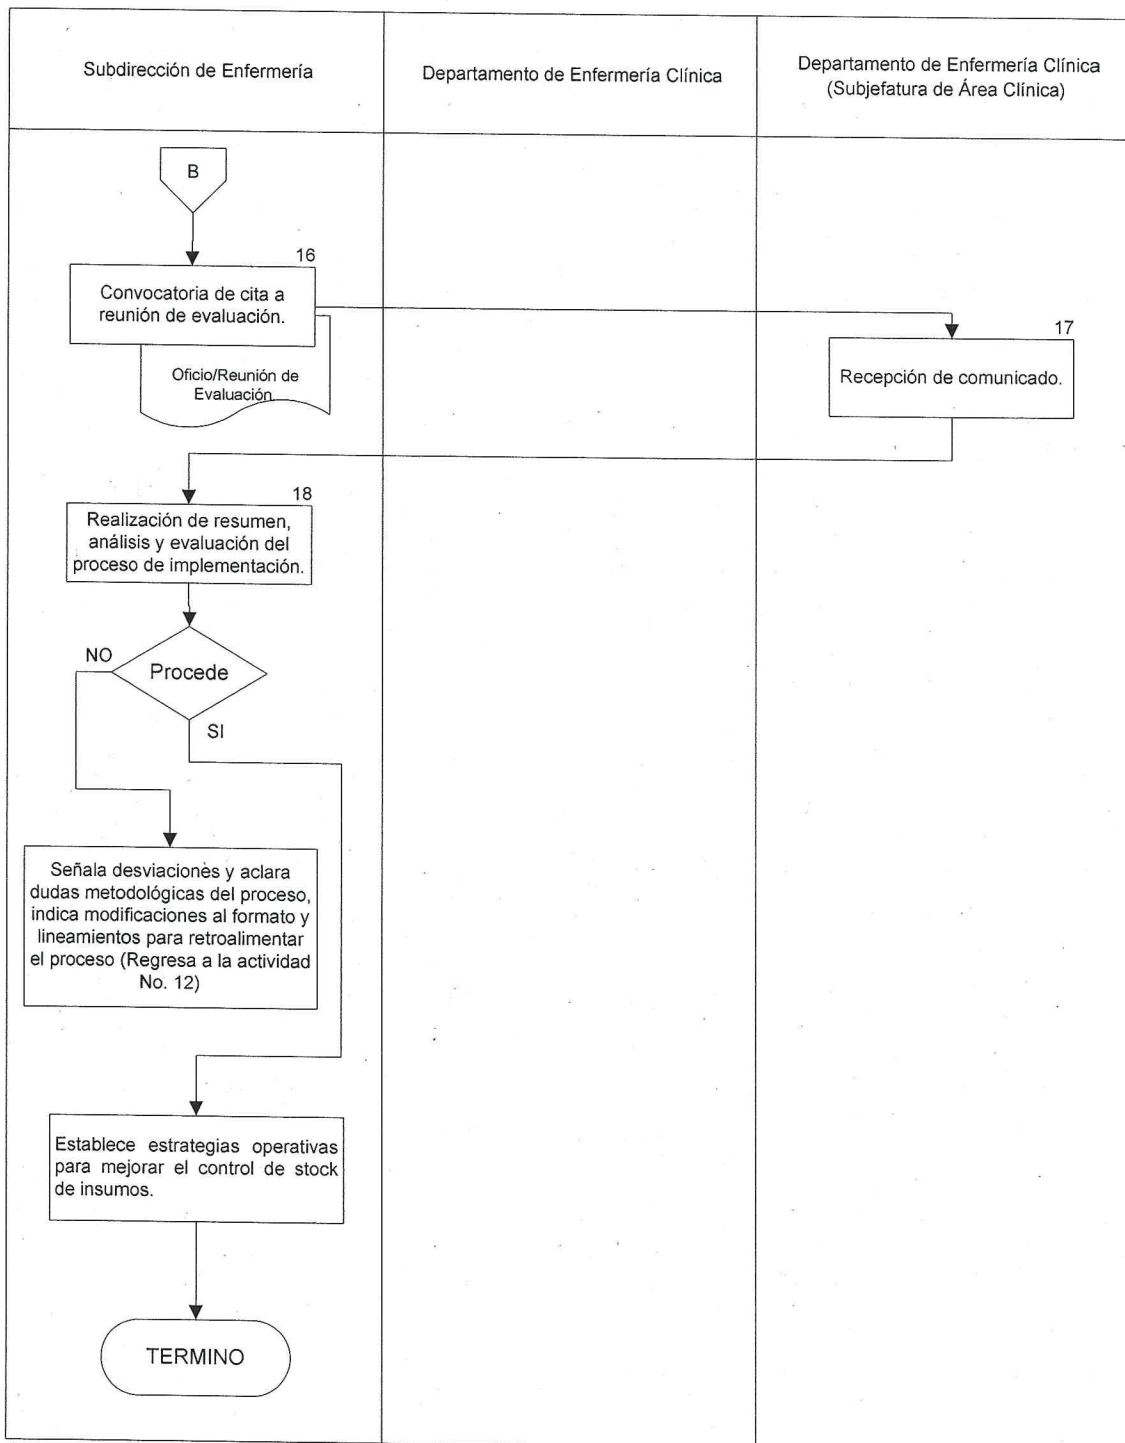 Subdirección de Enfermería
Departamento de Enfermería Clínica
Departamento de Enfermería Clínica
(Subjefatura de Área Clínica)
B
16
Convocatoria de cita a
reunión de evaluación.
Oficio/Reunión de
Evaluación
17
Recepción de comunicado.
18
Realización de resumen,
análisis y evaluación del
proceso de implementación.
NO
Procede
SI
Señala desviaciones y aclara
dudas metodológicas del proceso,
indica modificaciones al formato y
lineamientos para retroalimentar
el proceso (Regresa a la actividad
No. 12)
Establece estrategias operativas
para mejorar el control de stock
de insumos.
TERMINO